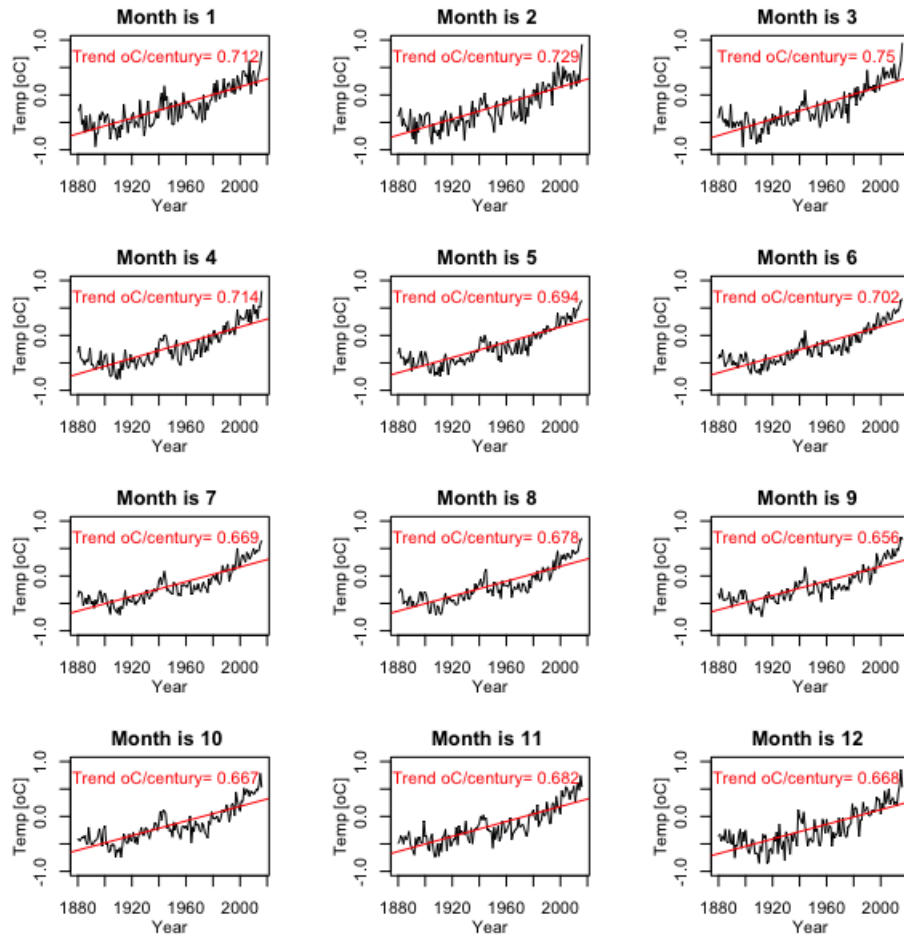 Month is 1
Trend oC/century= 0.712
Temp [oC]
1.0
0.0
-1.0
1880 1920 1960 2000
Year
Month is 2
Trend oC/century= 0.729
Temp [oC]
1.0
0.0
-1.0
1880 1920 1960 2000
Year
Month is 3
Trend oC/century= 0.75
Temp [oC]
1.0
0.0
-1.0
1880 1920 1960 2000
Year
Month is 4
Trend oC/century= 0.714
Temp [oC]
1.0
0.0
-1.0
1880 1920 1960 2000
Year
Month is 5
Trend oC/century= 0.694
Temp [oC]
1.0
0.0
-1.0
1880 1920 1960 2000
Year
Month is 6
Trend oC/century= 0.702
Temp [oC]
1.0
0.0
-1.0
1880 1920 1960 2000
Year
Month is 7
Trend oC/century= 0.669
Temp [oC]
1.0
0.0
-1.0
1880 1920 1960 2000
Year
Month is 8
Trend oC/century= 0.678
Temp [oC]
1.0
0.0
-1.0
1880 1920 1960 2000
Year
Month is 9
Trend oC/century= 0.656
Temp [oC]
1.0
0.0
-1.0
1880 1920 1960 2000
Year
Month is 10
Trend oC/century= 0.667
Temp [oC]
1.0
0.0
-1.0
1880 1920 1960 2000
Year
Month is 11
Trend oC/century= 0.682
Temp [oC]
1.0
0.0
-1.0
1880 1920 1960 2000
Year
Month is 12
Trend oC/century= 0.668
Temp [oC]
1.0
0.0
-1.0
1880 1920 1960 2000
Year